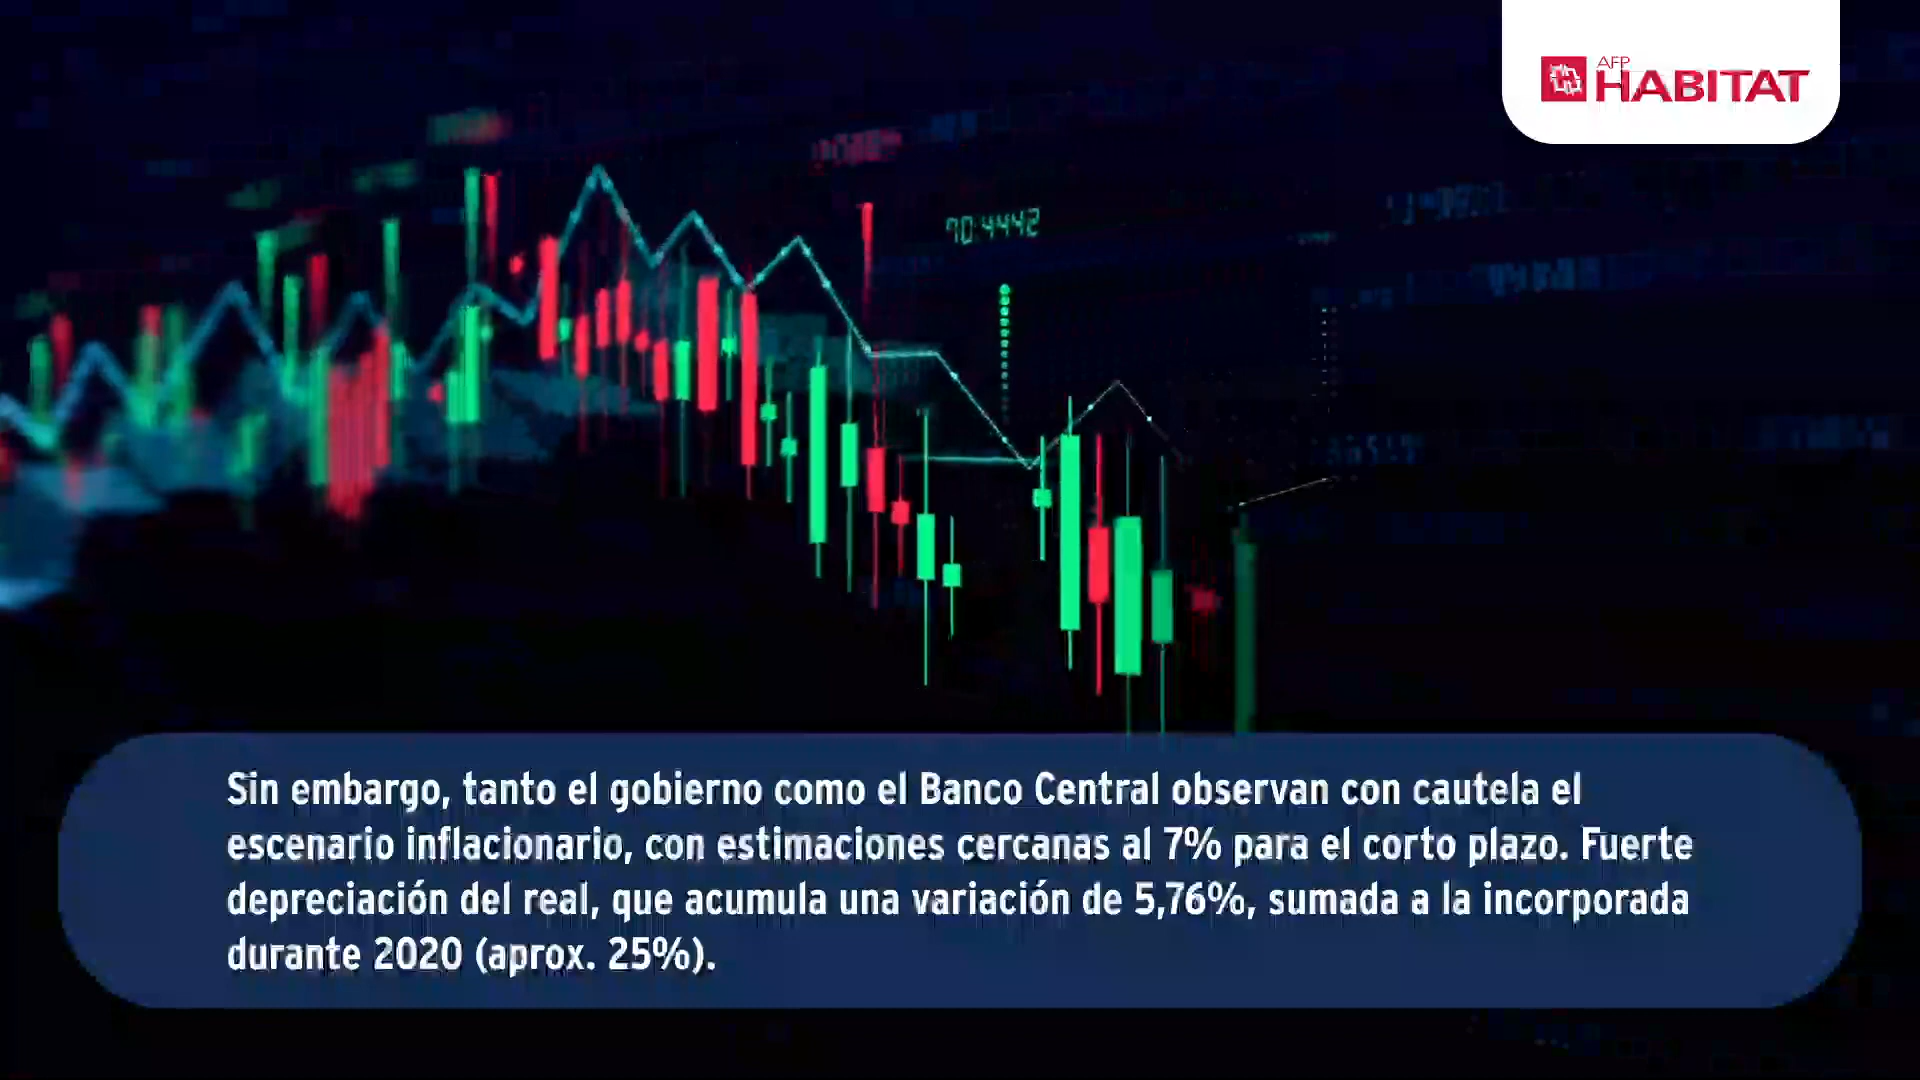 AFP
HABITAT
70.4442
Sin embargo, tanto el gobierno como el Banco Central observan con cautela el
escenario inflacionario, con estimaciones cercanas al 7% para el corto plazo. Fuerte
depreciación del real, que acumula una variación de 5,76%, sumada a la incorporada
durante 2020 (aprox. 25%).